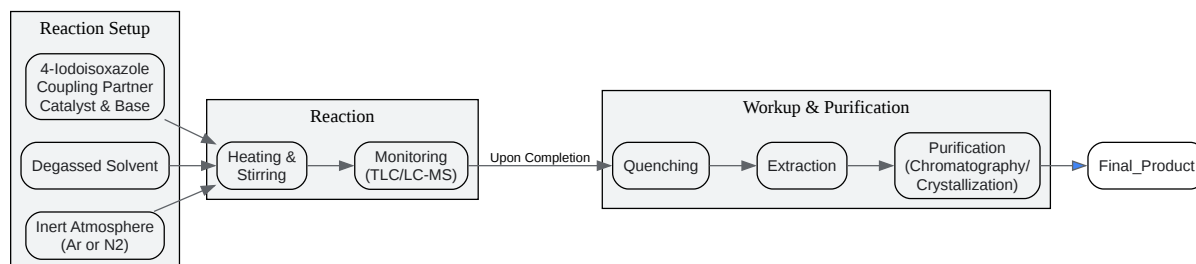 Reaction Setup
4-Iodoisoxazole
Coupling Partner
Catalyst & Base
Degassed Solvent
Inert Atmosphere
(Ar or N2)
Reaction
Heating &
Stirring
Monitoring
(TLC/LC-MS)
Upon Completion
Workup & Purification
Quenching
Extraction
Purification
(Chromatography/
Crystallization)
Final_Product